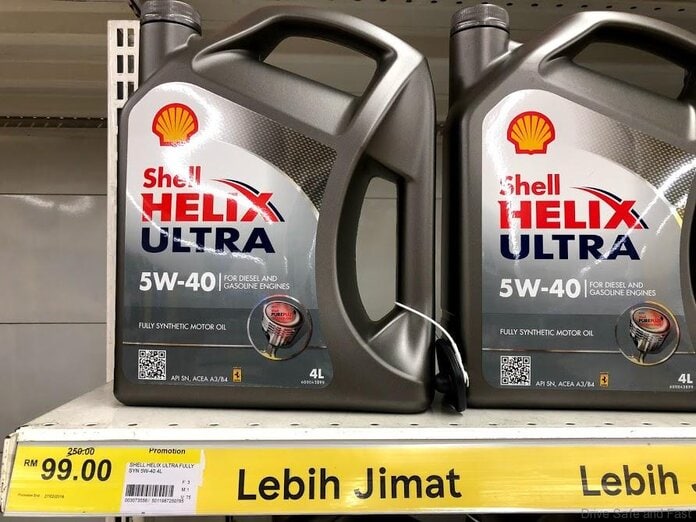 Shell
HELIX
ULTRA
5W-40
FOR DIESEL AND
GASOLINE ENGINES
FULLY SYNTHETIC MOTOR OIL
API SN, ACEA A3/B4
4L
Shell
HELIX
ULTRA
5W-40
FOR DIESEL AND
GASOLINE ENGINES
FULLY SYNTHETIC MOTOR OIL
API SN, ACEA A3/B4
4L
250.00
RM 99.00
Promotion
SHELL HELIX ULTRA FULLY
SYN 5W-40 4L
Lebih Jimat
Lebih J
Drive Safe and Fast